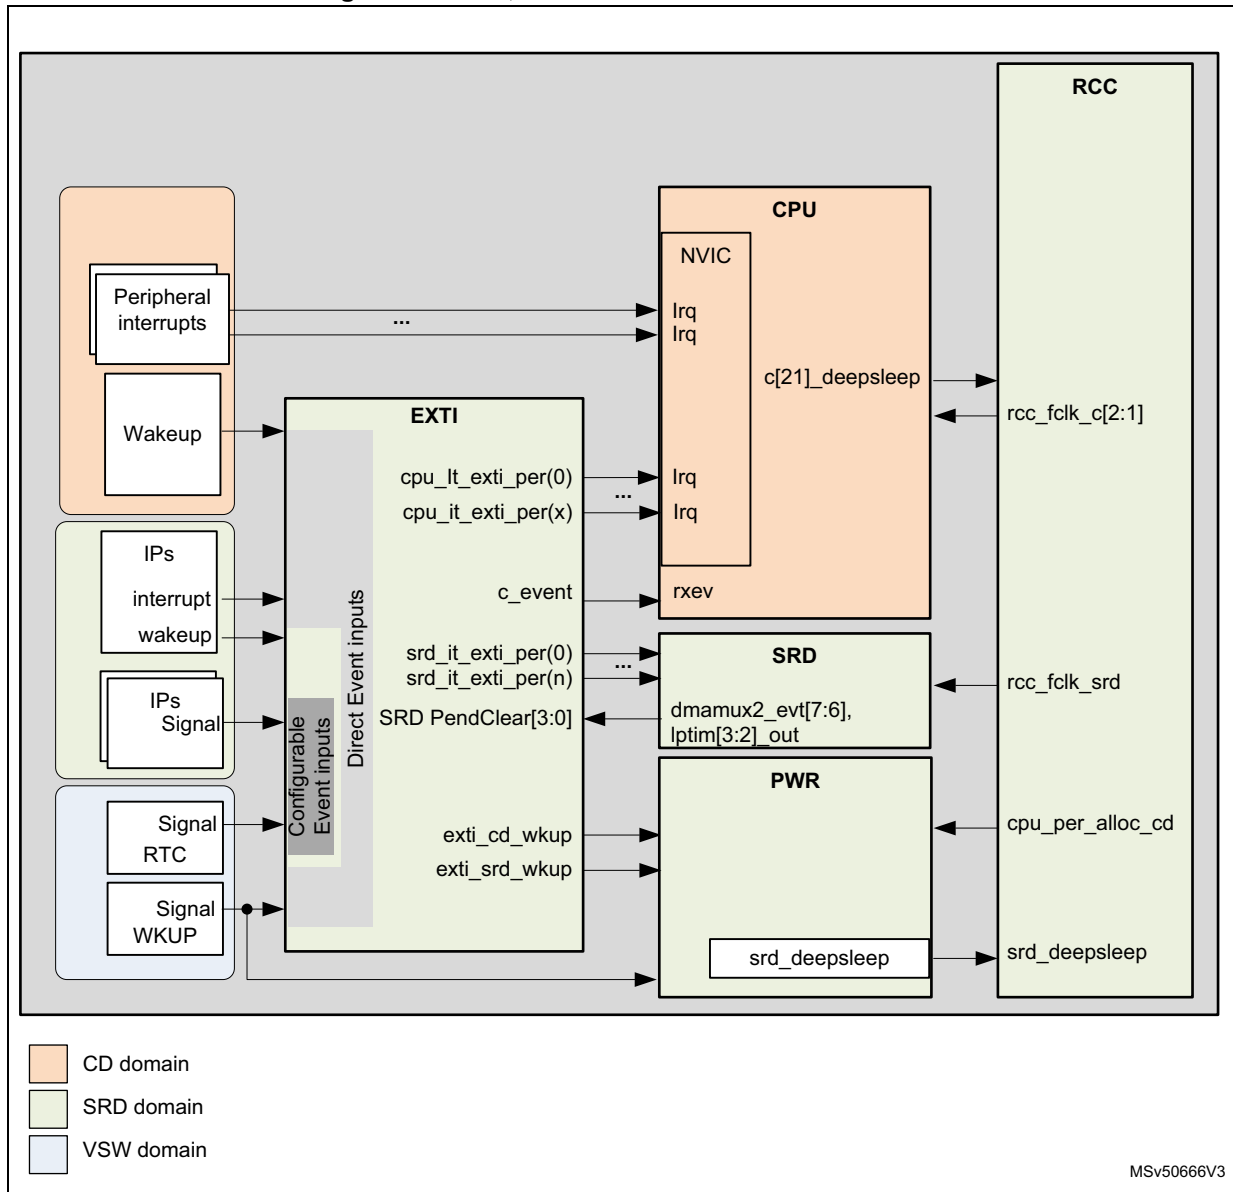 RCC
CPU
NVIC
Peripheral
interrupts
...
Irq
Irq
c[21]_deepsleep
rcc_fclk_c[2:1]
Wakeup
EXTI
cpu_It_exti_per(0)
...
Irq
cpu_it_exti_per(x)
Irq
IPs
interrupt
wakeup
c_event
rxev
Direct Event inputs
srd_it_exti_per(0)
...
srd_it_exti_per(n)
SRD
rcc_fclk_srd
IPs
Signal
SRD PendClear[3:0]
dmamux2_evt[7:6],
lptim[3:2]_out
Configurable
Event inputs
PWR
Signal
RTC
exti_cd_wkup
exti_srd_wkup
cpu_per_alloc_cd
Signal
WKUP
srd_deepsleep
srd_deepsleep
CD domain
SRD domain
VSW domain
MSv50666V3